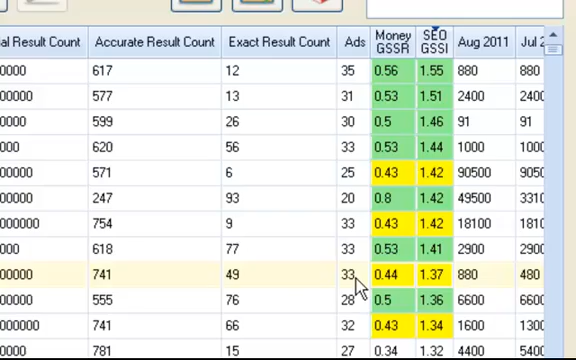 al Result Count Accurate Result Count Exact Result Count Ads Money GSSR SEO GSSI Aug 2011 Jul 2
0000 617 12 35 0.56 1.55 880 880
0000 577 13 31 0.53 1.51 2400 2400
0000 599 26 30 0.5 1.46 91 91
000 620 56 33 0.53 1.44 1000 1000
00000 571 6 25 0.43 1.42 90500 9050
0000 247 93 20 0.8 1.42 49500 3310
000000 754 9 33 0.43 1.42 18100 1810
000 618 77 33 0.53 1.41 2900 2900
00000 741 49 33 0.44 1.37 880 480
00000 555 76 28 0.5 1.36 6600 6600
000000 741 66 32 0.43 1.34 1600 1300
0000 781 15 27 0.34 1.32 4400 5400